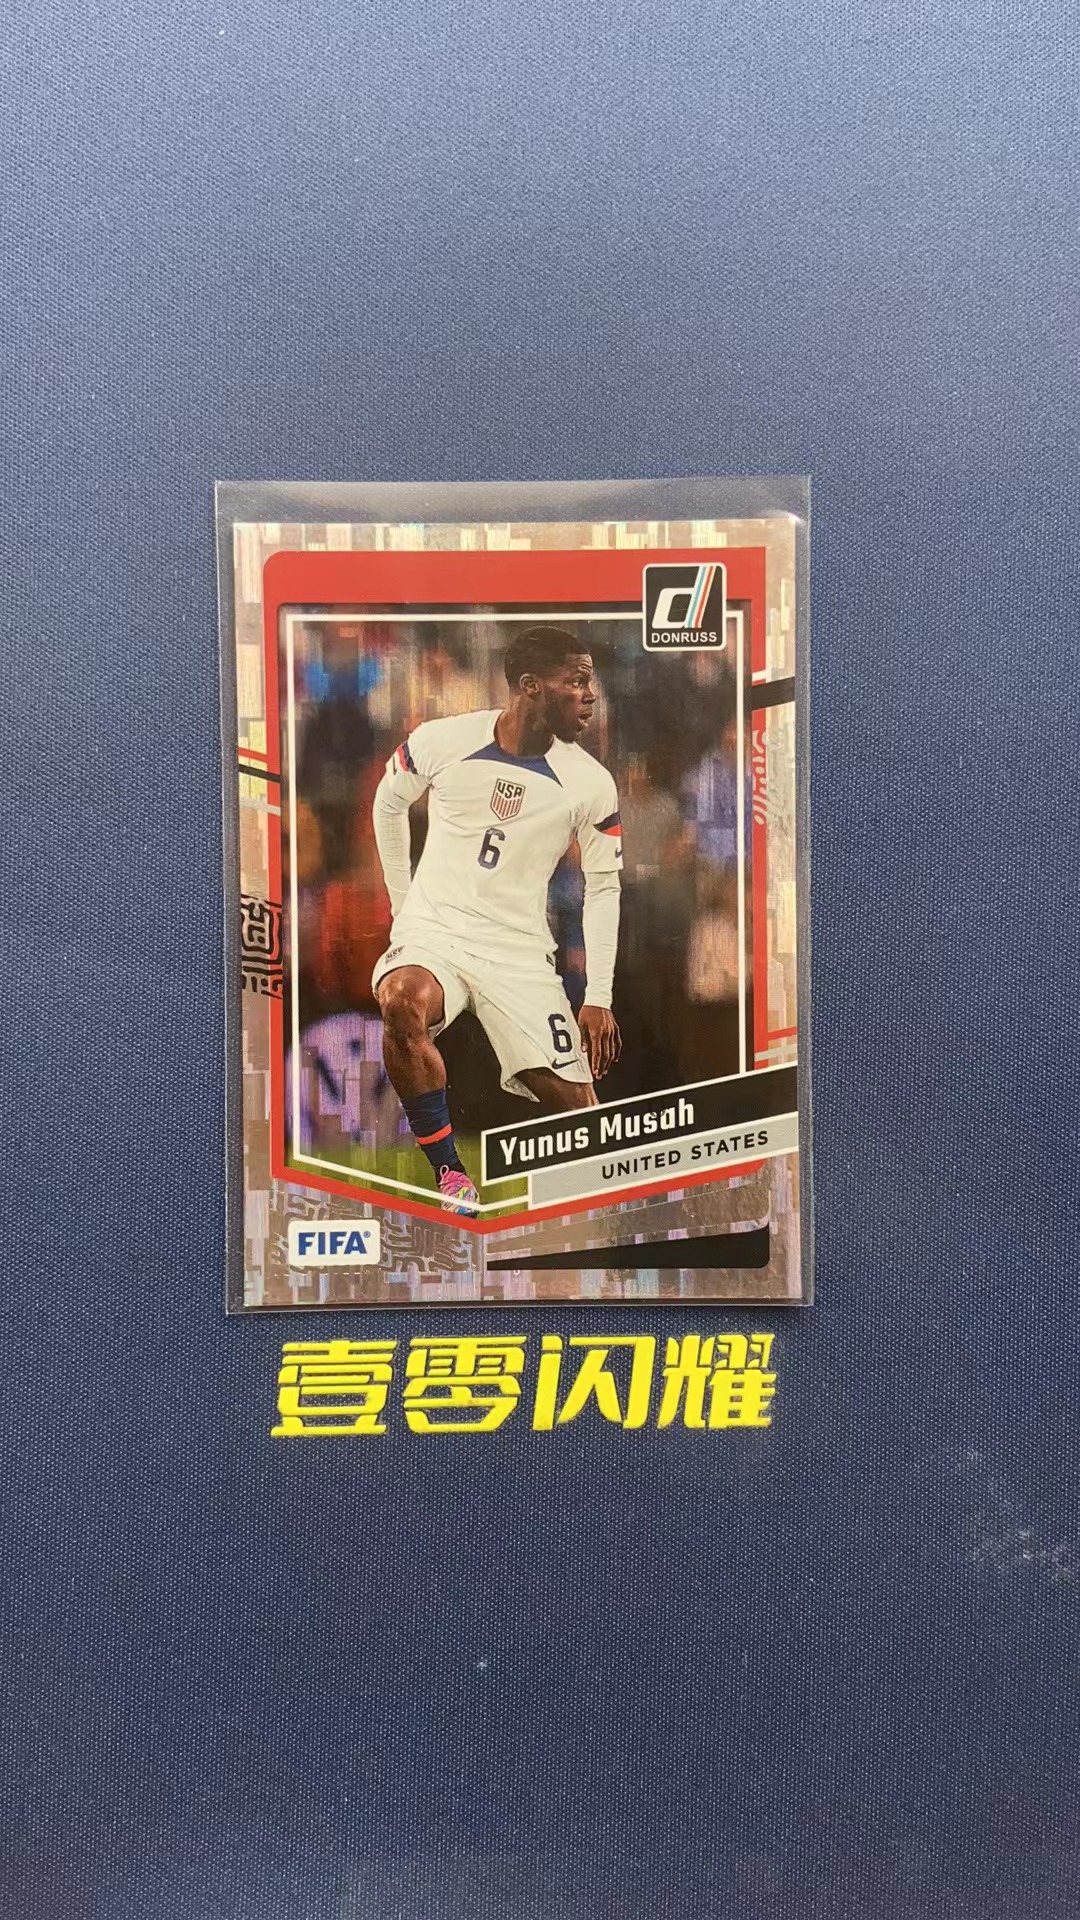 DONRUSS
USA
6
6
Yunus Musah
UNITED STATES
FIFA®
壹零闪耀